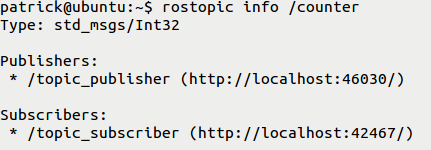 patrick@ubuntu:~$ rostopic info /counter
Type: std_msgs/Int32
Publishers:
* /topic_publisher (http://localhost:46030/)
Subscribers:
* /topic_subscriber (http://localhost:42467/)